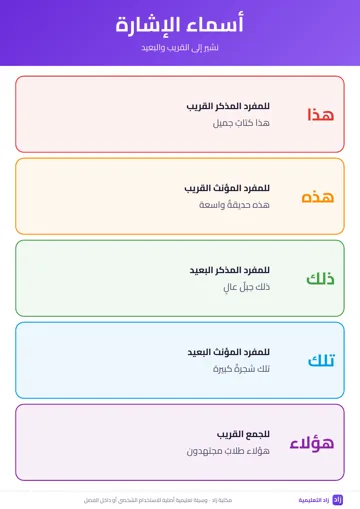 أسماء الإشارة
نشير إلى القريب والبعيد
هذا
للمفرد المذكر القريب
هذا كتابٌ جميل
هذه
للمفرد المؤنث القريب
هذه حديقةٌ واسعة
ذلك
للمفرد المذكر البعيد
ذلك جبلٌ عالٍ
تلك
للمفرد المؤنث البعيد
تلك شجرةٌ كبيرة
هؤلاء
للجمع القريب
هؤلاء طلابٌ مجتهدون
زاد
زاد التعليمية
مكتبة زاد · وسيلة تعليمية أصلية للاستخدام الشخصي أو داخل الفصل